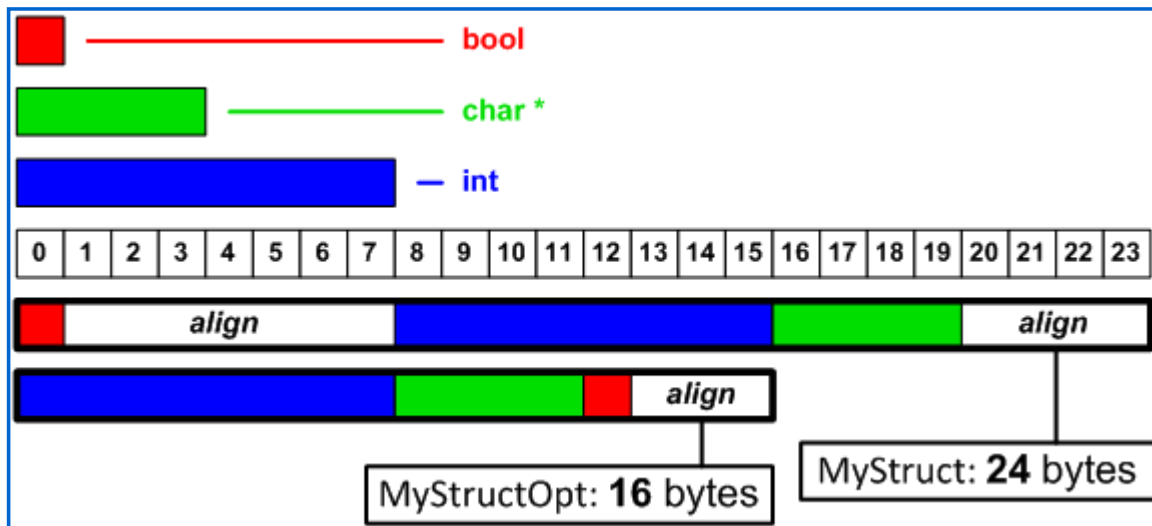 bool
char *
int
0 1 2 3 4 5 6 7 8 9 10 11 12 13 14 15 16 17 18 19 20 21 22 23
align align
align
MyStructOpt: 16 bytes
MyStruct: 24 bytes